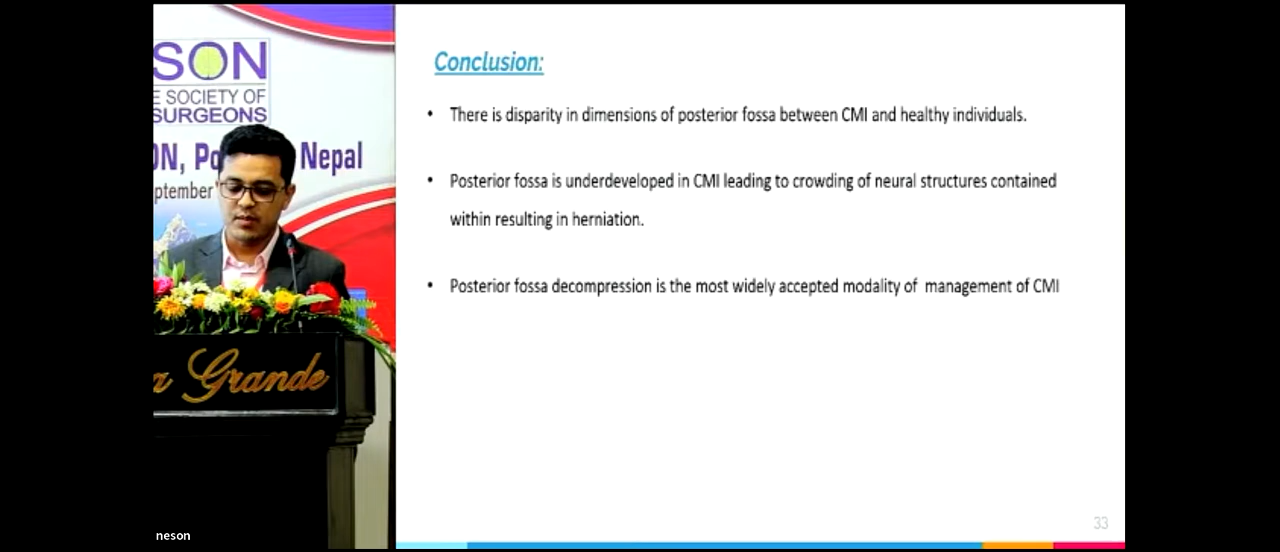 SON
E SOCIETY OF
SURGEONS
ON, Po Nepal
ptember
a Grande
neson
Conclusion:
• There is disparity in dimensions of posterior fossa between CMI and healthy individuals.
• Posterior fossa is underdeveloped in CMI leading to crowding of neural structures contained
within resulting in herniation.
• Posterior fossa decompression is the most widely accepted modality of management of CMI
33